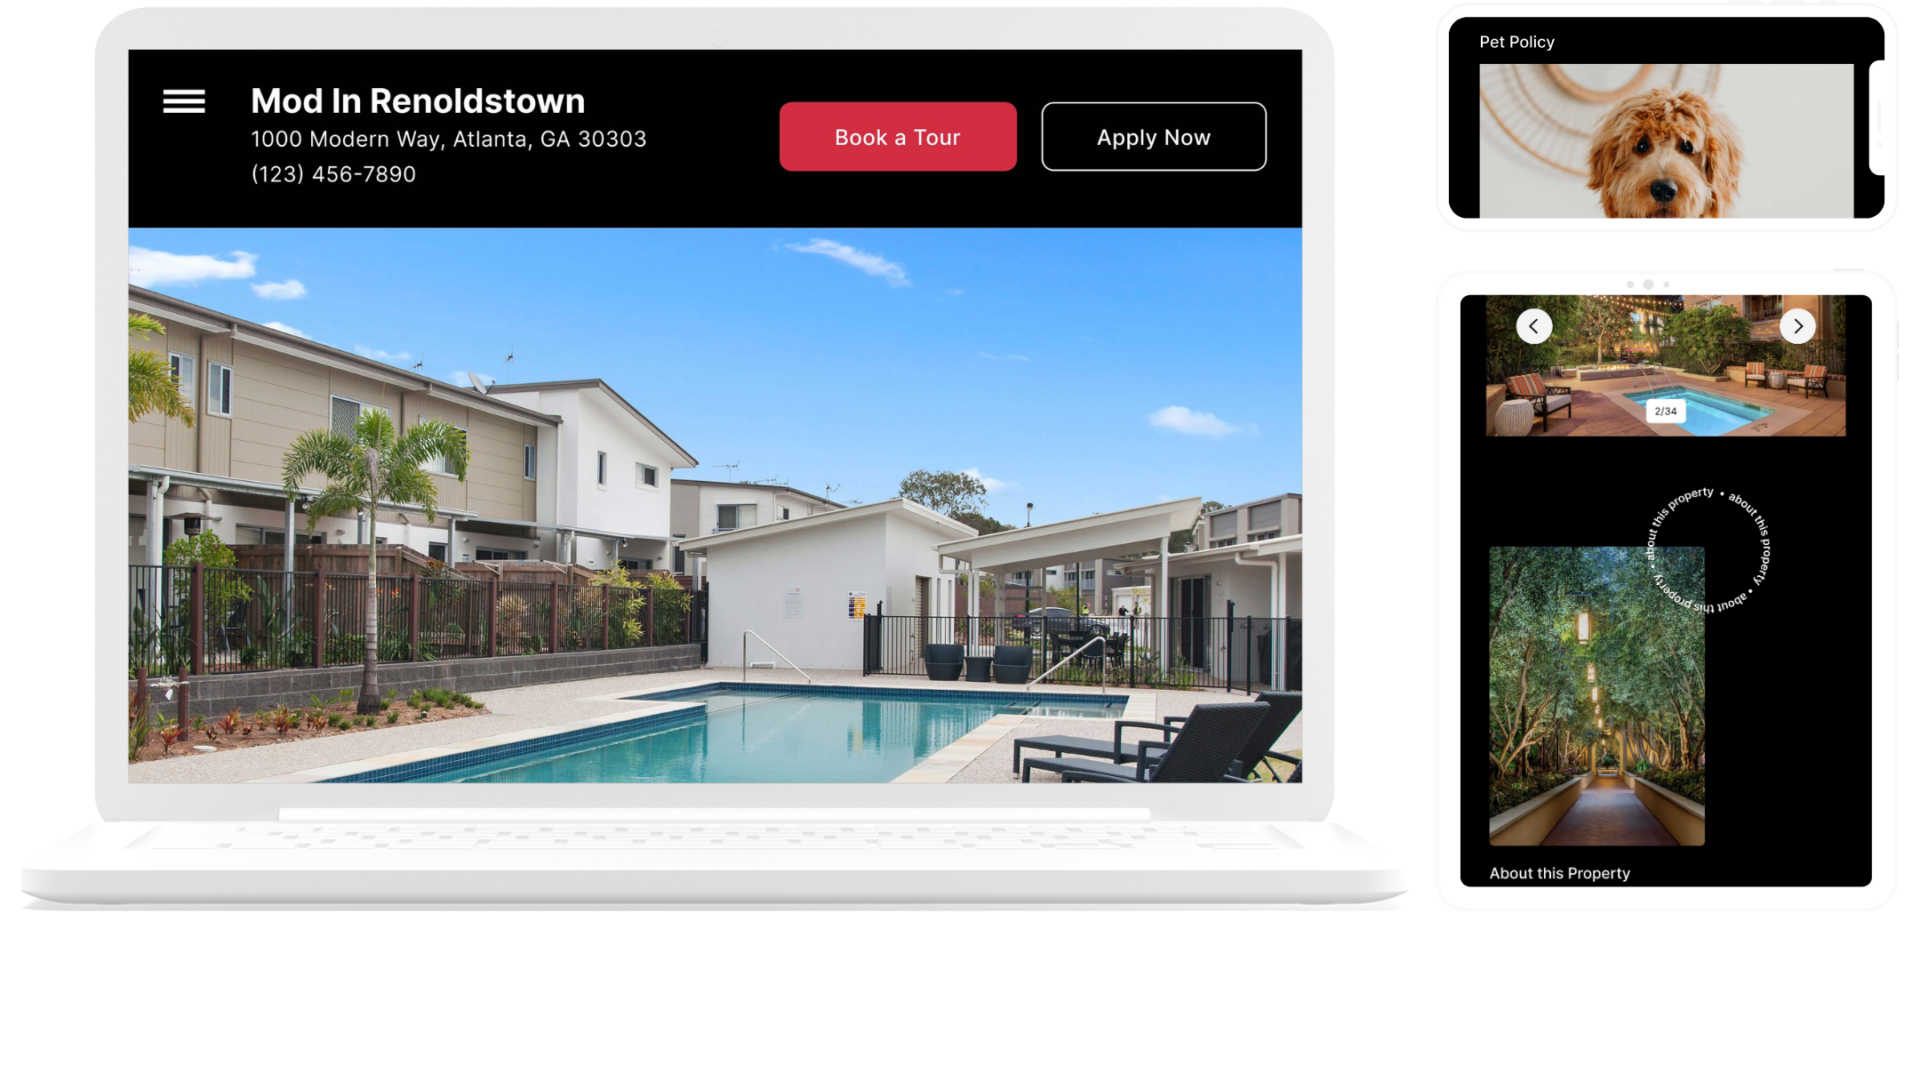 Mod In Renoldstown
1000 Modern Way, Atlanta, GA 30303
(123) 456-7890
Book a Tour
Apply Now
Pet Policy
2/34
about this property • about this property • about this property •
About this Property